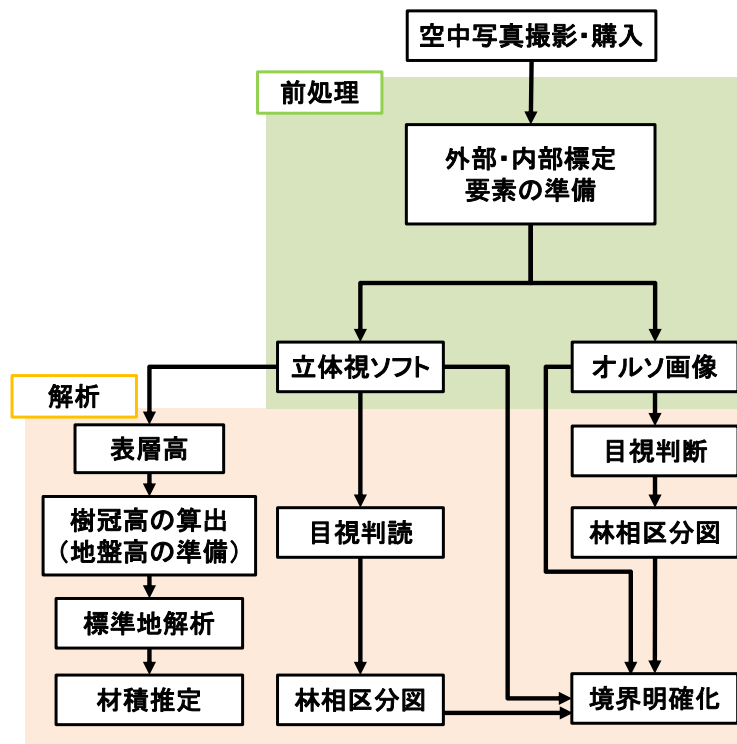 空中写真撮影・購入
前処理
外部・内部標定
要素の準備
立体視ソフト
オルソ画像
解析
表層高
目視判断
樹冠高の算出
（地盤高の準備）
目視判読
林相区分図
標準地解析
材積推定
林相区分図
境界明確化